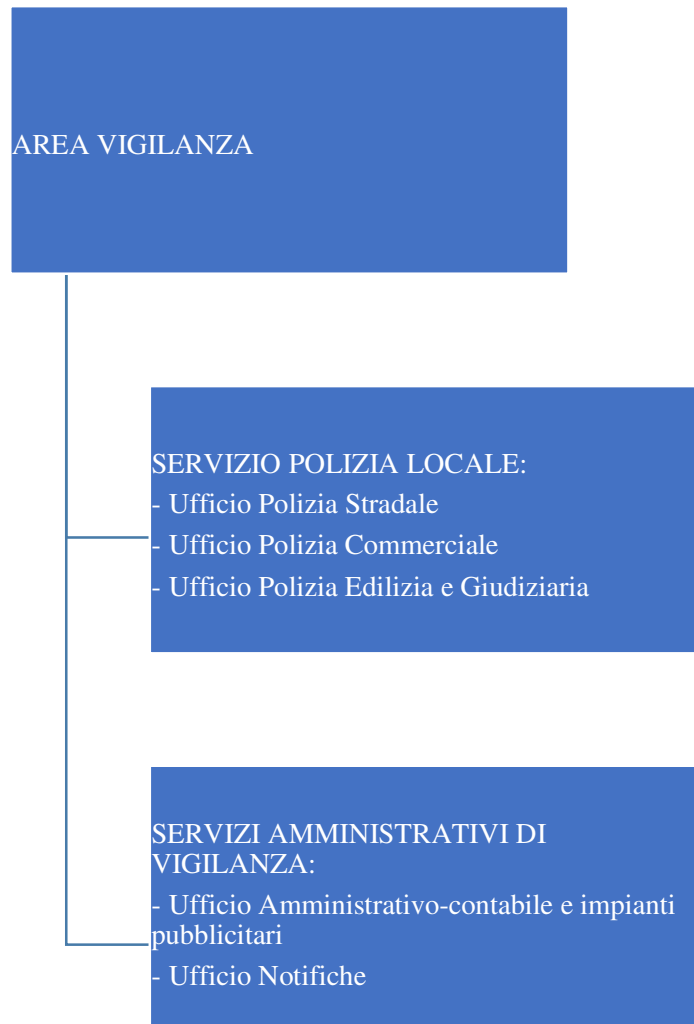 AREA VIGILANZA
SERVIZIO POLIZIA LOCALE:
- Ufficio Polizia Stradale
- Ufficio Polizia Commerciale
- Ufficio Polizia Edilizia e Giudiziaria
SERVIZI AMMINISTRATIVI DI
VIGILANZA:
- Ufficio Amministrativo-contabile e impianti
pubblicitari
- Ufficio Notifiche